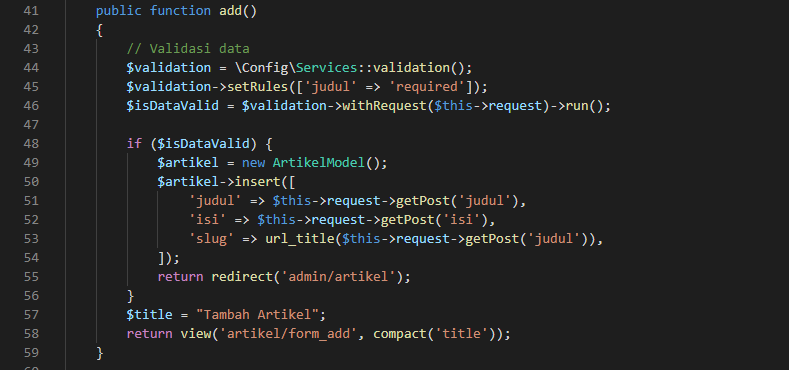 41 public function add()
42 {
43 // Validasi data
44 $validation = \Config\Services::validation();
45 $validation->setRules(['judul' => 'required']);
46 $isDataValid = $validation->withRequest($this->request)->run();
47
48 if ($isDataValid) {
49 $artikel = new ArtikelModel();
50 $artikel->insert([
51 'judul' => $this->request->getPost('judul'),
52 'isi' => $this->request->getPost('isi'),
53 'slug' => url_title($this->request->getPost('judul')),
54 ]);
55 return redirect('admin/artikel');
56 }
57 $title = "Tambah Artikel";
58 return view('artikel/form_add', compact('title'));
59 }